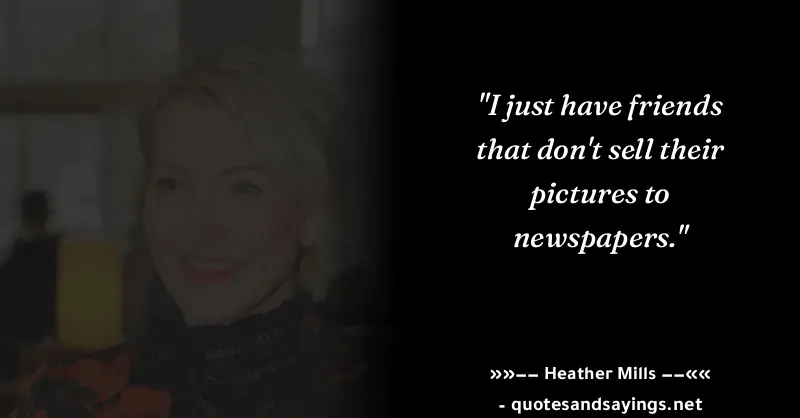 "I just have friends
that don't sell their
pictures to
newspapers."
»»–– Heather Mills ––««
- quotesandsayings.net